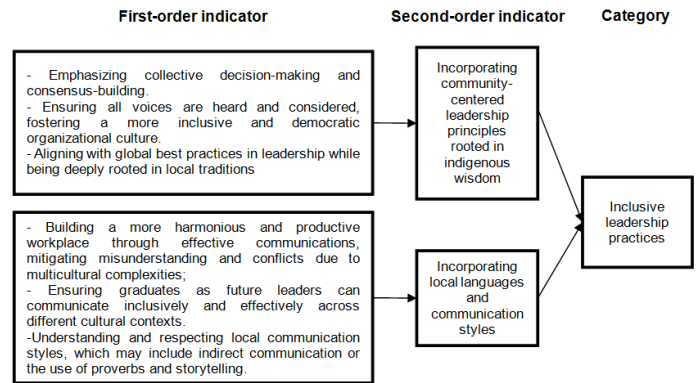 First-order indicator
Second-order indicator
Category
- Emphasizing collective decision-making and
consensus-building.
- Ensuring all voices are heard and considered,
fostering a more inclusive and democratic
organizational culture.
-Aligning with global best practices in leadership while
being deeply rooted in local traditions
Incorporating
community-
centered
leadership
principles
rooted in
indigenous
wisdom
- Building a more harmonious and productive
workplace through effective communications,
mitigating misunderstanding and conflicts due to
multicultural complexities;
- Ensuring graduates as future leaders can
communicate inclusively and effectively across
different cultural contexts.
-Understanding and respecting local communication
styles, which may include indirect communication or
the use of proverbs and storytelling.
Incorporating
local languages
and
communication
styles
Inclusive
leadership
practices